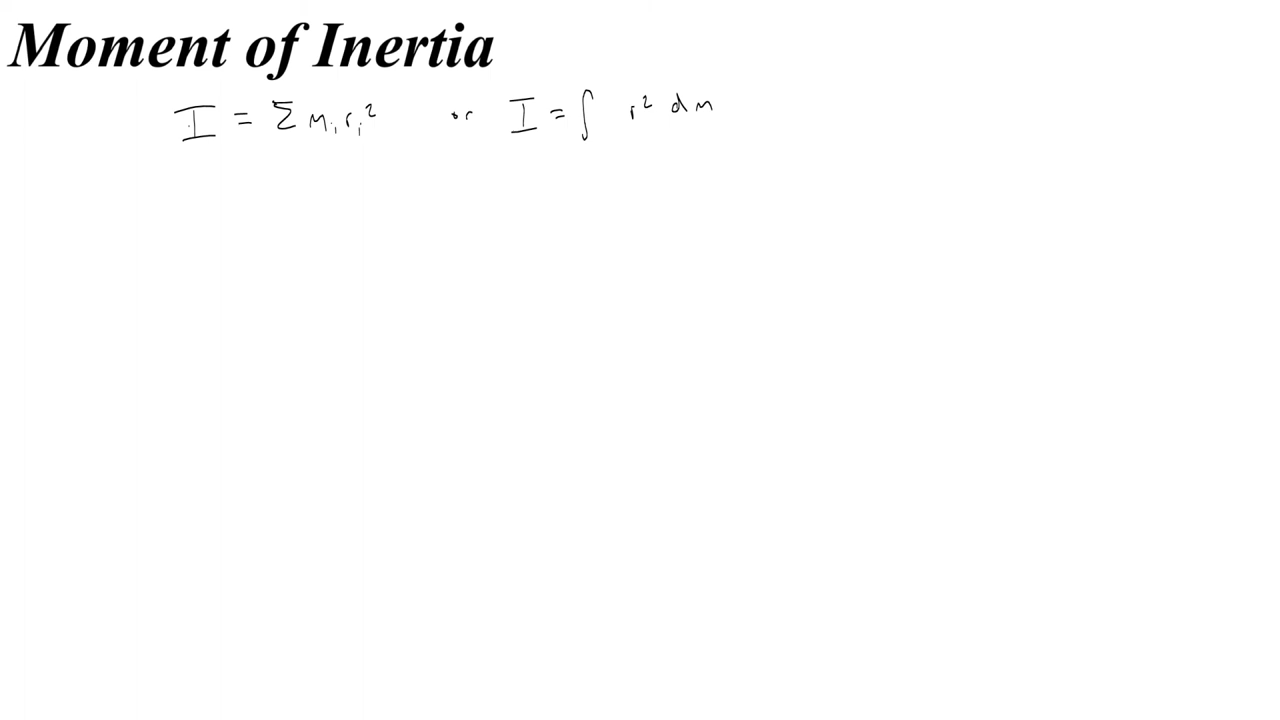 Moment of Inertia
I = Σ mᵢrᵢ² or I = ∫ r² dm